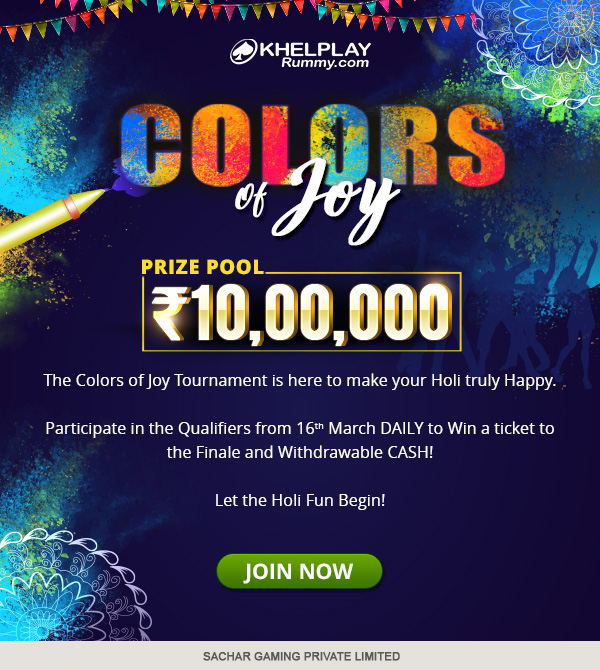 KHELPLAY
Rummy.com
COLORS
Of Joy
PRIZE POOL
₹10,00,000
The Colors of Joy Tournament is here to make your Holi truly Happy.
Participate in the Qualifiers from 16th March DAILY to Win a ticket to
the Finale and Withdrawable CASH!
Let the Holi Fun Begin!
JOIN NOW
SACHAR GAMING PRIVATE LIMITED